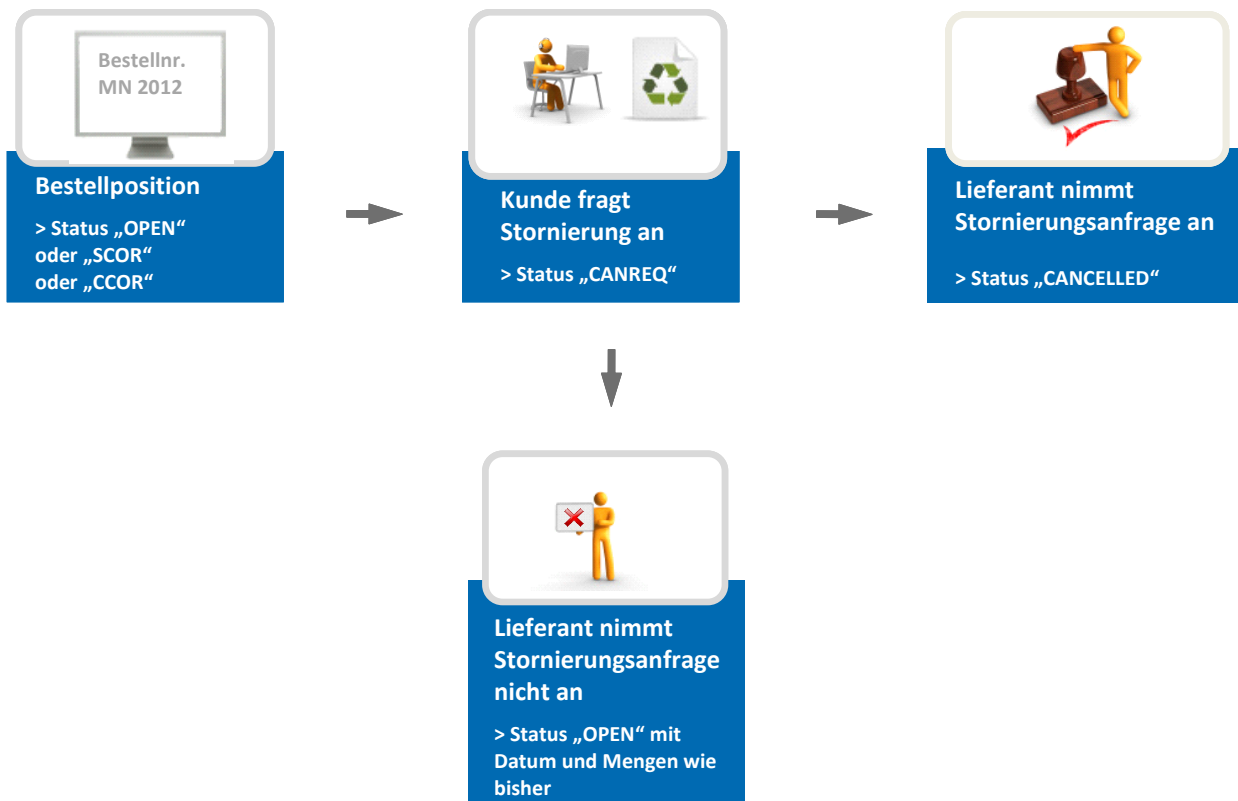 Bestellnr.
MN 2012
Bestellposition
> Status „OPEN“
oder „SCOR“
oder „CCOR“
Kunde fragt
Stornierung an
> Status „CANREQ“
Lieferant nimmt
Stornierungsanfrage an
> Status „CANCELLED“
Lieferant nimmt
Stornierungsanfrage
nicht an
> Status „OPEN“ mit
Datum und Mengen wie
bisher